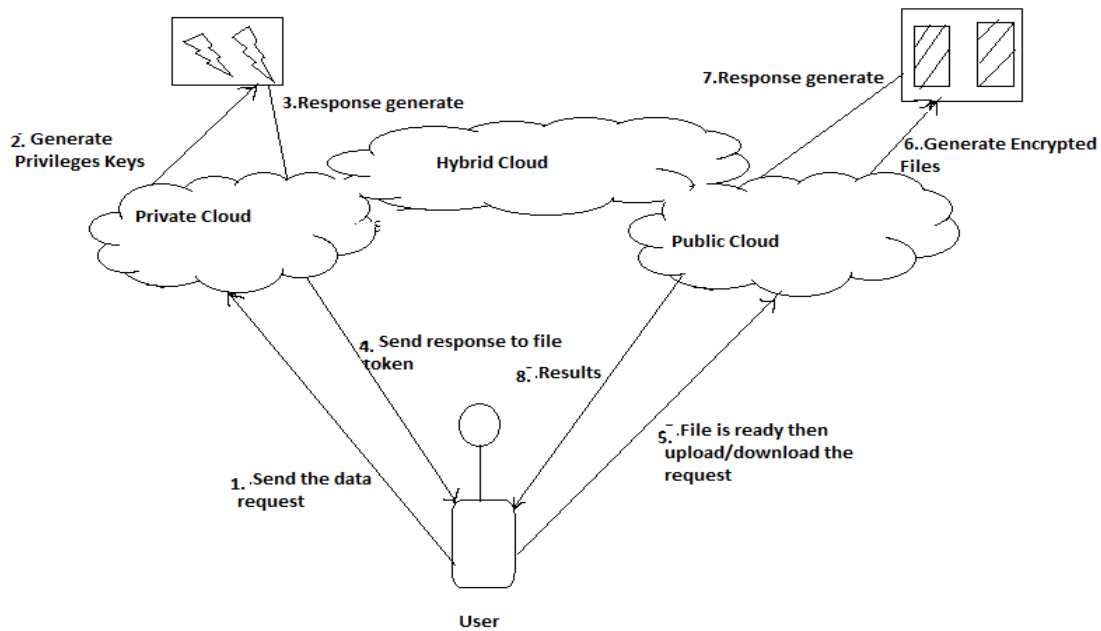 7.Response generate
3.Response generate
2. Generate
Privileges Keys
6..Generate Encrypted
Files
Hybrid Cloud
Private Cloud
Public Cloud
4. Send response to file
token
8..Results
5..File is ready then
upload/download the
request
1..Send the data
request
User